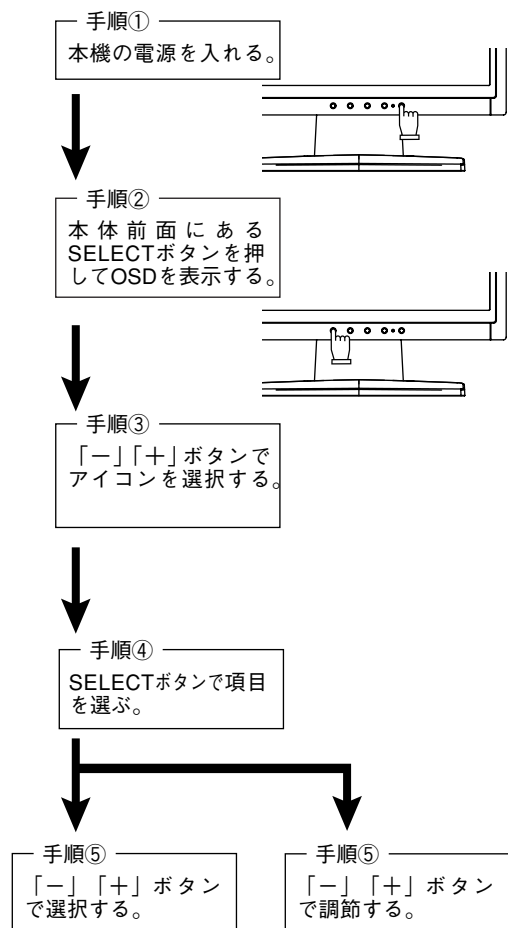 手順①
本機の電源を入れる。
手順②
本体前面にある
SELECTボタンを押
してOSDを表示する。
手順③
「－」「＋」ボタンで
アイコンを選択する。
手順④
SELECTボタンで項目
を選ぶ。
手順⑤
「－」「＋」ボタン
で選択する。
手順⑤
「－」「＋」ボタン
で調節する。